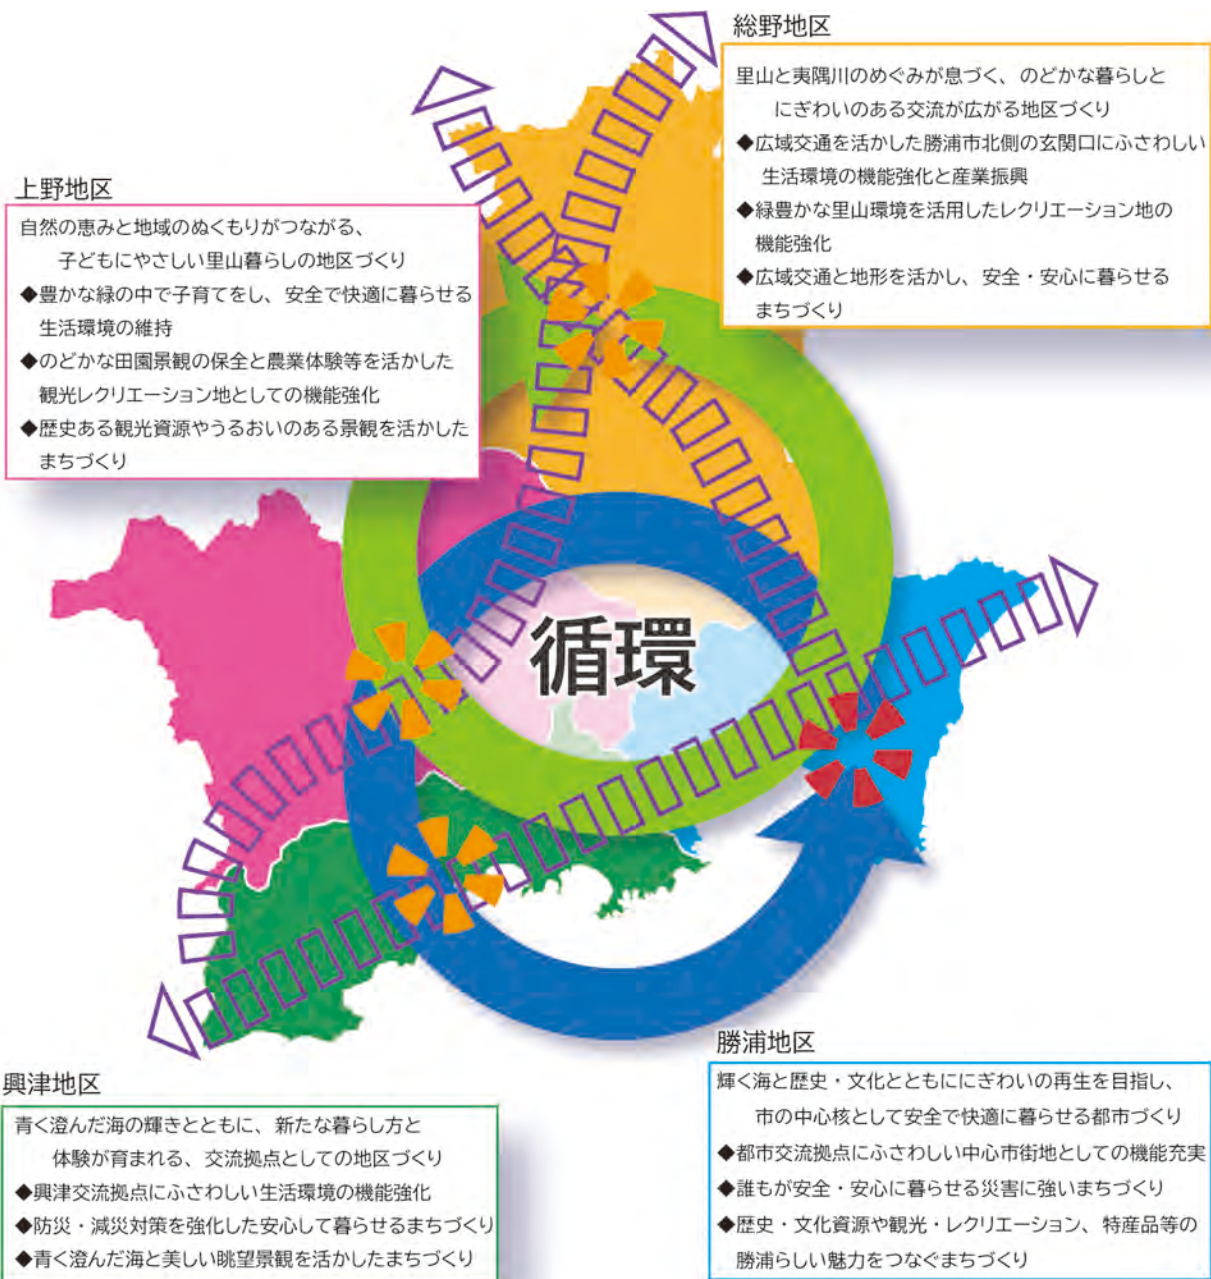 総野地区
里山と夷隅川のめぐみが息づく、のどかな暮らしと
にぎわいのある交流が広がる地区づくり
◆広域交通を活かした勝浦市北側の玄関口にふさわしい
生活環境の機能強化と産業振興
◆緑豊かな里山環境を活用したレクリエーション地の
機能強化
◆広域交通と地形を活かし、安全・安心に暮らせる
まちづくり
上野地区
自然の恵みと地域のぬくもりがつながる、
子どもにやさしい里山暮らしの地区づくり
◆豊かな緑の中で子育てをし、安全で快適に暮らせる
生活環境の維持
◆のどかな田園景観の保全と農業体験等を活かした
観光レクリエーション地としての機能強化
◆歴史ある観光資源やうるおいのある景観を活かした
まちづくり
循環
勝浦地区
輝く海と歴史・文化とともににぎわいの再生を目指し、
市の中心核として安全で快適に暮らせる都市づくり
◆都市交流拠点にふさわしい中心市街地としての機能充実
◆誰もが安全・安心に暮らせる災害に強いまちづくり
◆歴史・文化資源や観光・レクリエーション、特産品等の
勝浦らしい魅力をつなぐまちづくり
興津地区
青く澄んだ海の輝きとともに、新たな暮らし方と
体験が育まれる、交流拠点としての地区づくり
◆興津交流拠点にふさわしい生活環境の機能強化
◆防災・減災対策を強化した安心して暮らせるまちづくり
◆青く澄んだ海と美しい眺望景観を活かしたまちづくり